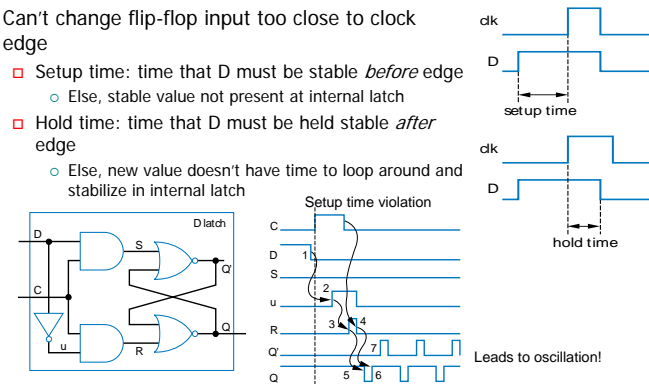 Can't change flip-flop input too close to clock
edge
Setup time: time that D must be stable before edge
Else, stable value not present at internal latch
Hold time: time that D must be held stable after
edge
Else, new value doesn't have time to loop around and
stabilize in internal latch
clk
D
setup time
clk
D
hold time
D latch
D
S
Q'
C
u
R
Q
Setup time violation
C
D
1
S
u
2
R
3
4
Q'
7
Q
5
6
Leads to oscillation!